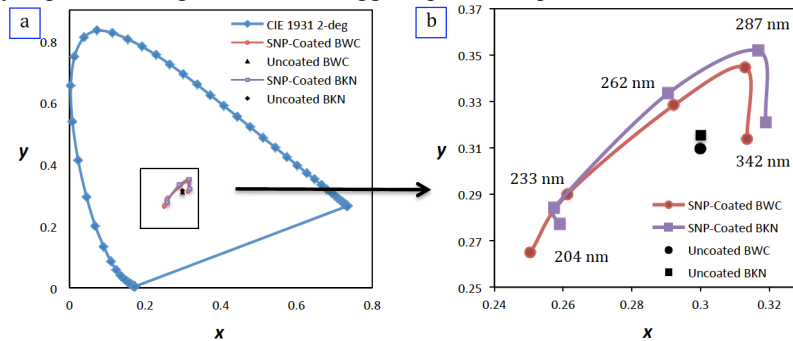 a
CIE 1931 2-deg
SNP-Coated BWC
Uncoated BWC
SNP-Coated BKN
Uncoated BKN
0.8
0.6
y
0.4
0.2
0
0
0.2
0.4
0.6
0.8
x
b
0.37
0.35
0.33
y
0.31
0.29
0.27
0.25
0.24
0.26
0.28
0.3
0.32
x
287 nm
262 nm
342 nm
233 nm
204 nm
SNP-Coated BWC
SNP-Coated BKN
Uncoated BWC
Uncoated BKN